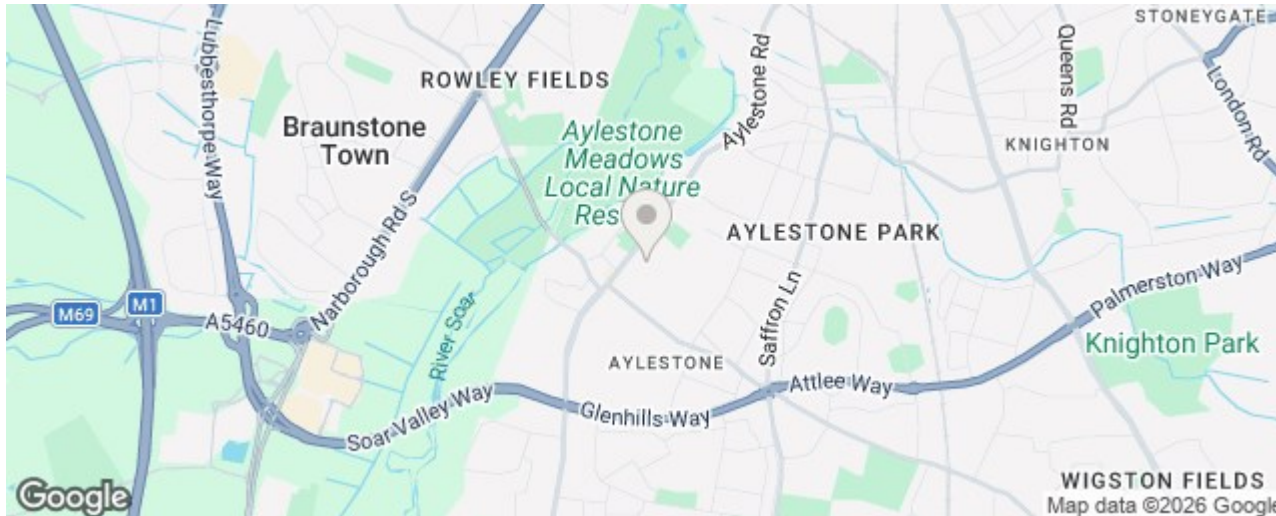 STONEYGATE
Lubbesthorpe Way
ROWLEY FIELDS
Aylestone Rd
Queens Rd
London Rd
Braunstone
Town
Aylestone
Meadows
Local Nature
Res
KNIGHTON
AYLESTONE PARK
Narborough Rd S
M69
M1
A5460
River Soar
Saffron Ln
Palmerston Way
Knighton Park
AYLESTONE
Attlee Way
Soar Valley Way
Glenhills Way
WIGSTON FIELDS
Google
Map data ©2026 Google